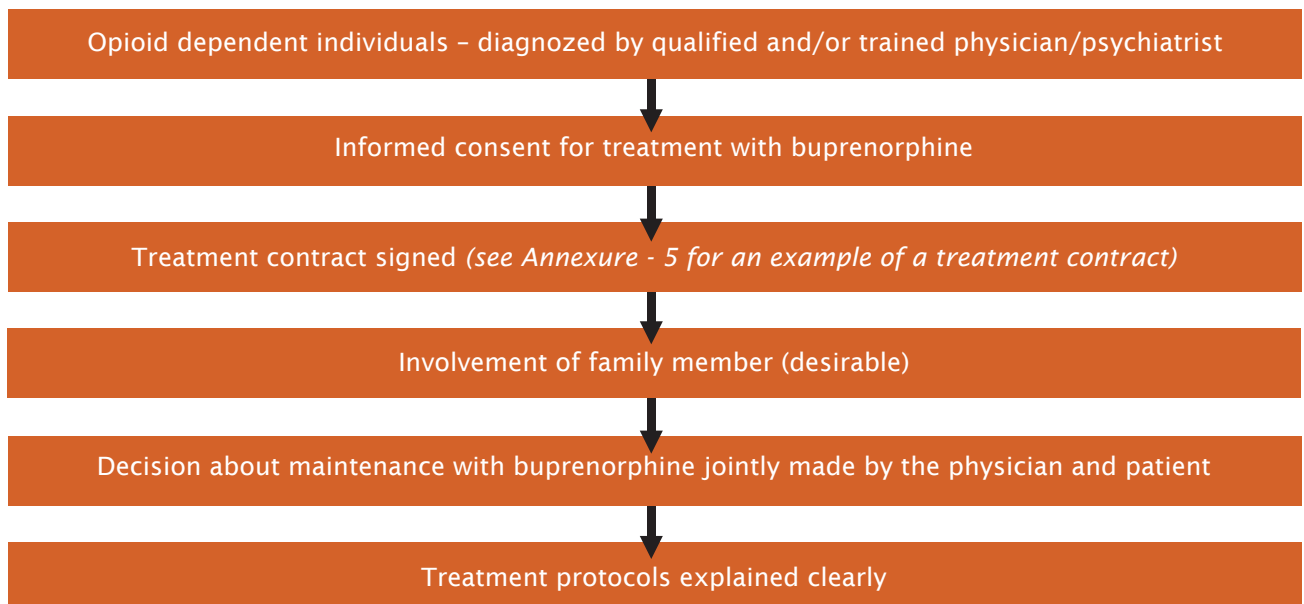 Opioid dependent individuals – diagnozed by qualified and/or trained physician/psychiatrist
Informed consent for treatment with buprenorphine
Treatment contract signed (see Annexure - 5 for an example of a treatment contract)
Involvement of family member (desirable)
Decision about maintenance with buprenorphine jointly made by the physician and patient
Treatment protocols explained clearly